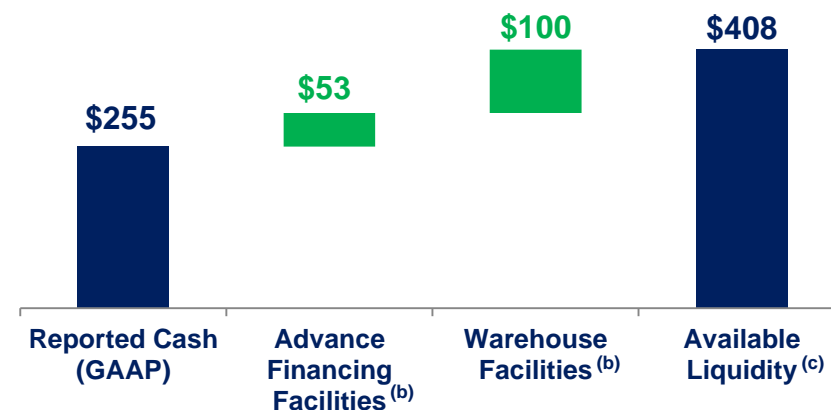 $255
$53
$100
$408
Reported Cash
(GAAP)
Advance
Financing
Facilities (b)
Warehouse
Facilities (b)
Available
Liquidity (c)